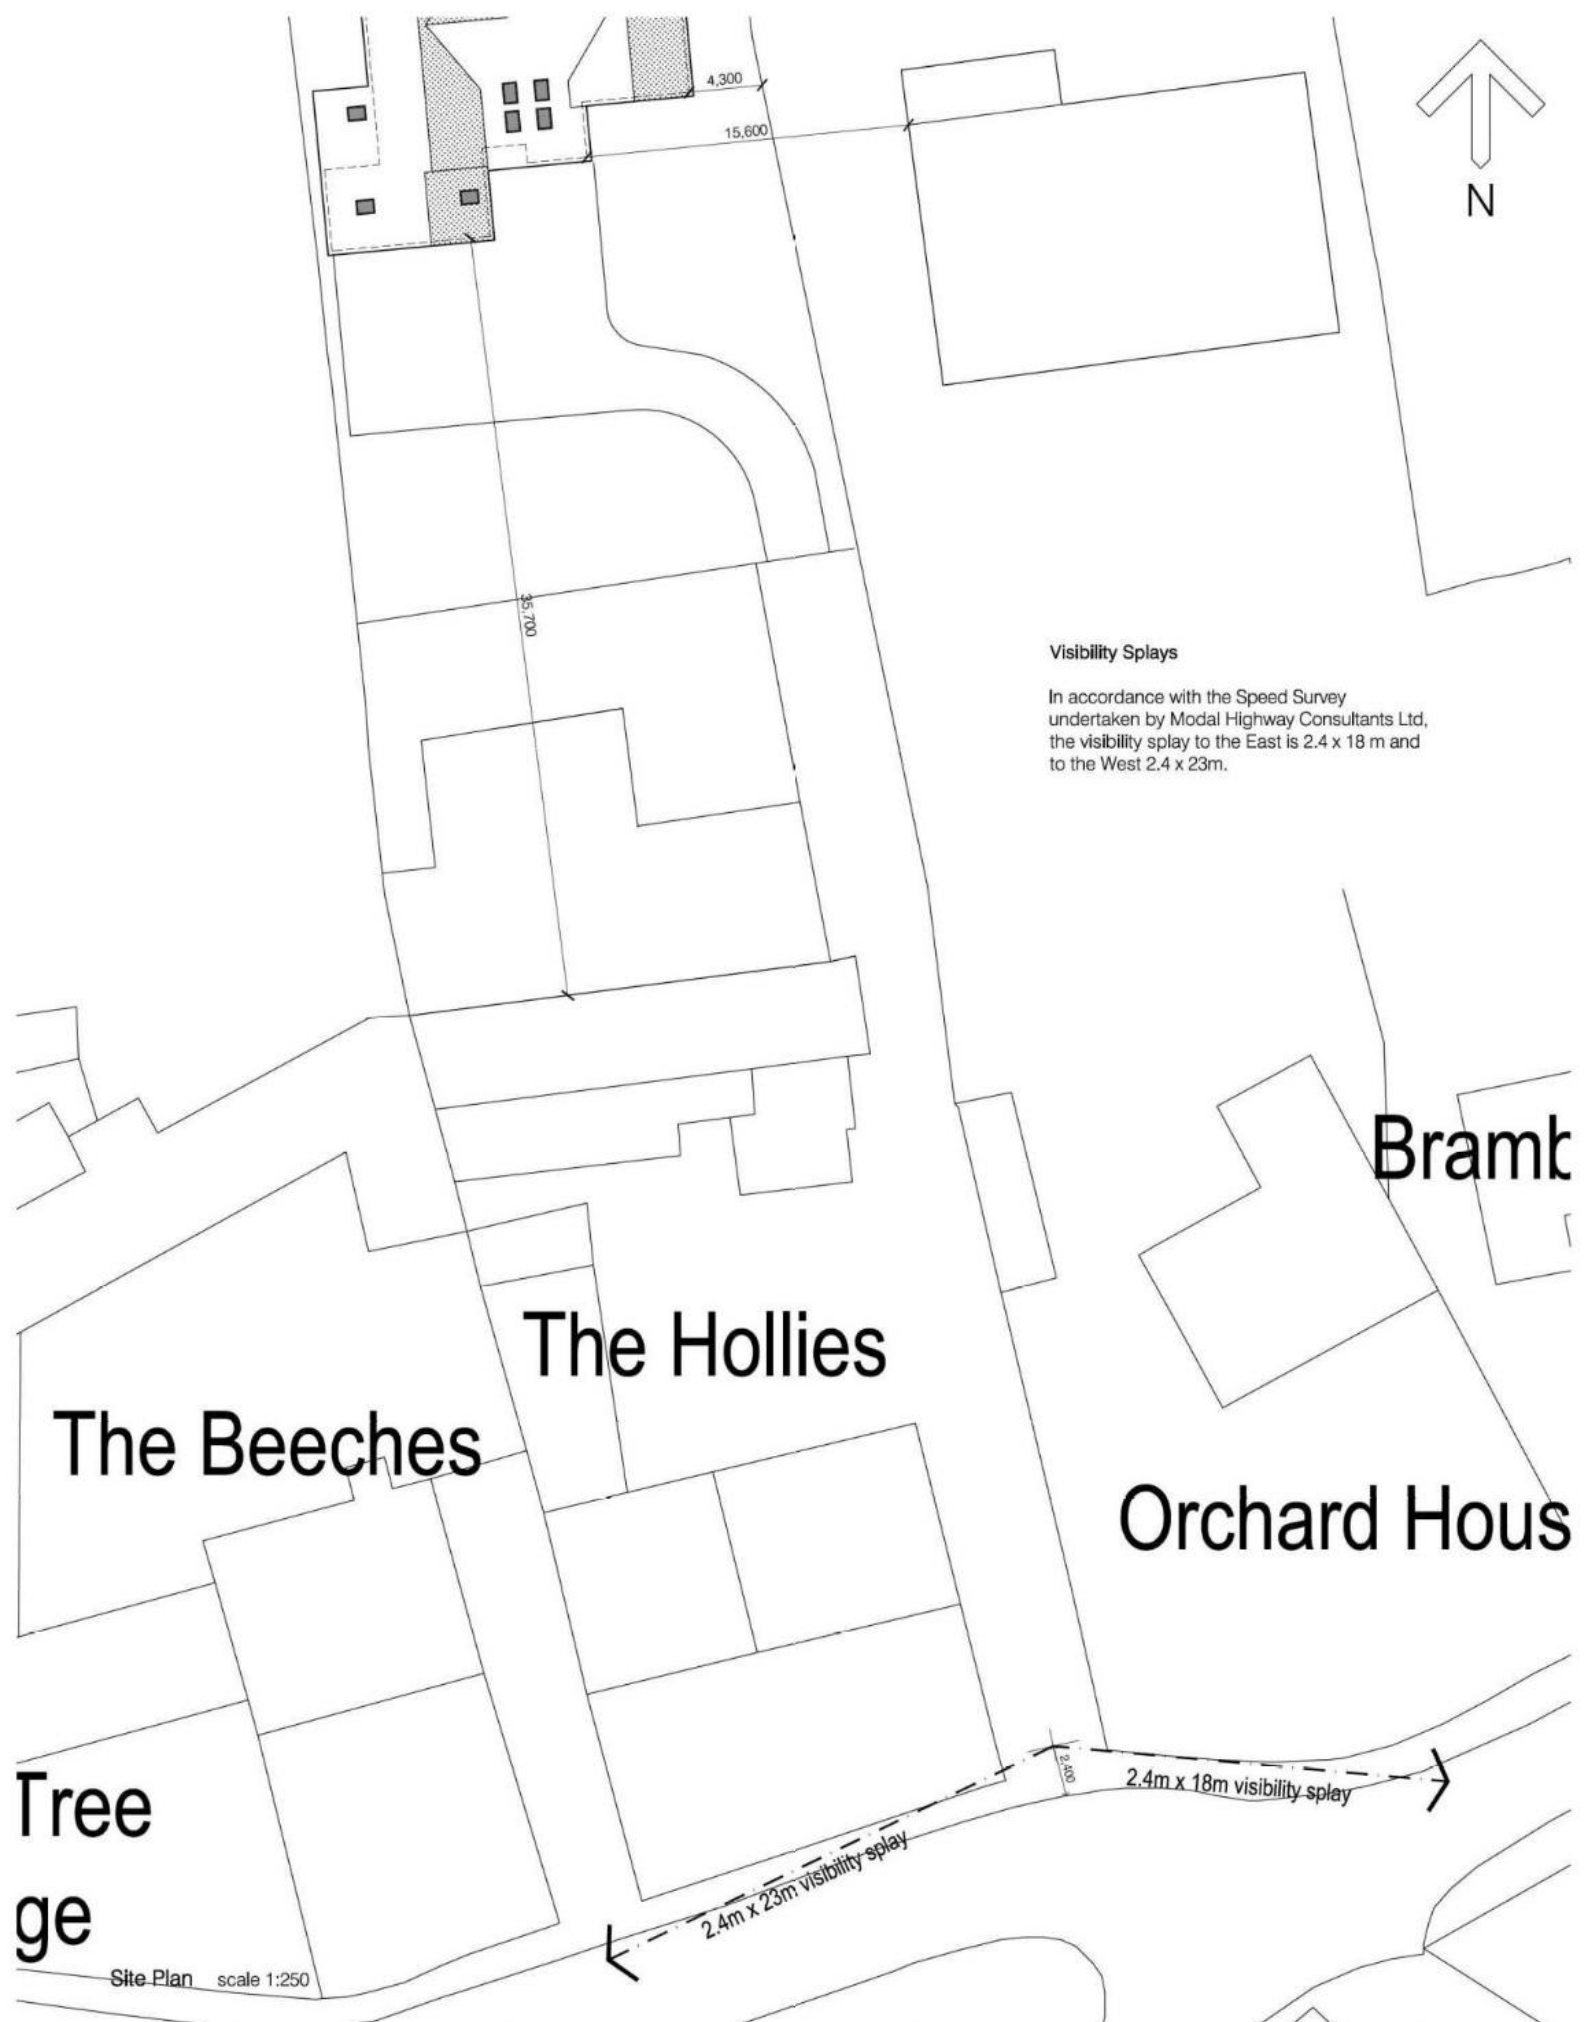 4,300
15,600
N
35,700
Visibility Splays
In accordance with the Speed Survey
undertaken by Modal Highway Consultants Ltd,
the visibility splay to the East is 2.4 x 18 m and
to the West 2.4 x 23m.
Bramb
The Hollies
The Beeches
Orchard Hous
2,400
2.4m x 18m visibility splay
2.4m x 23m visibility splay
Tree
ge
Site Plan scale 1:250